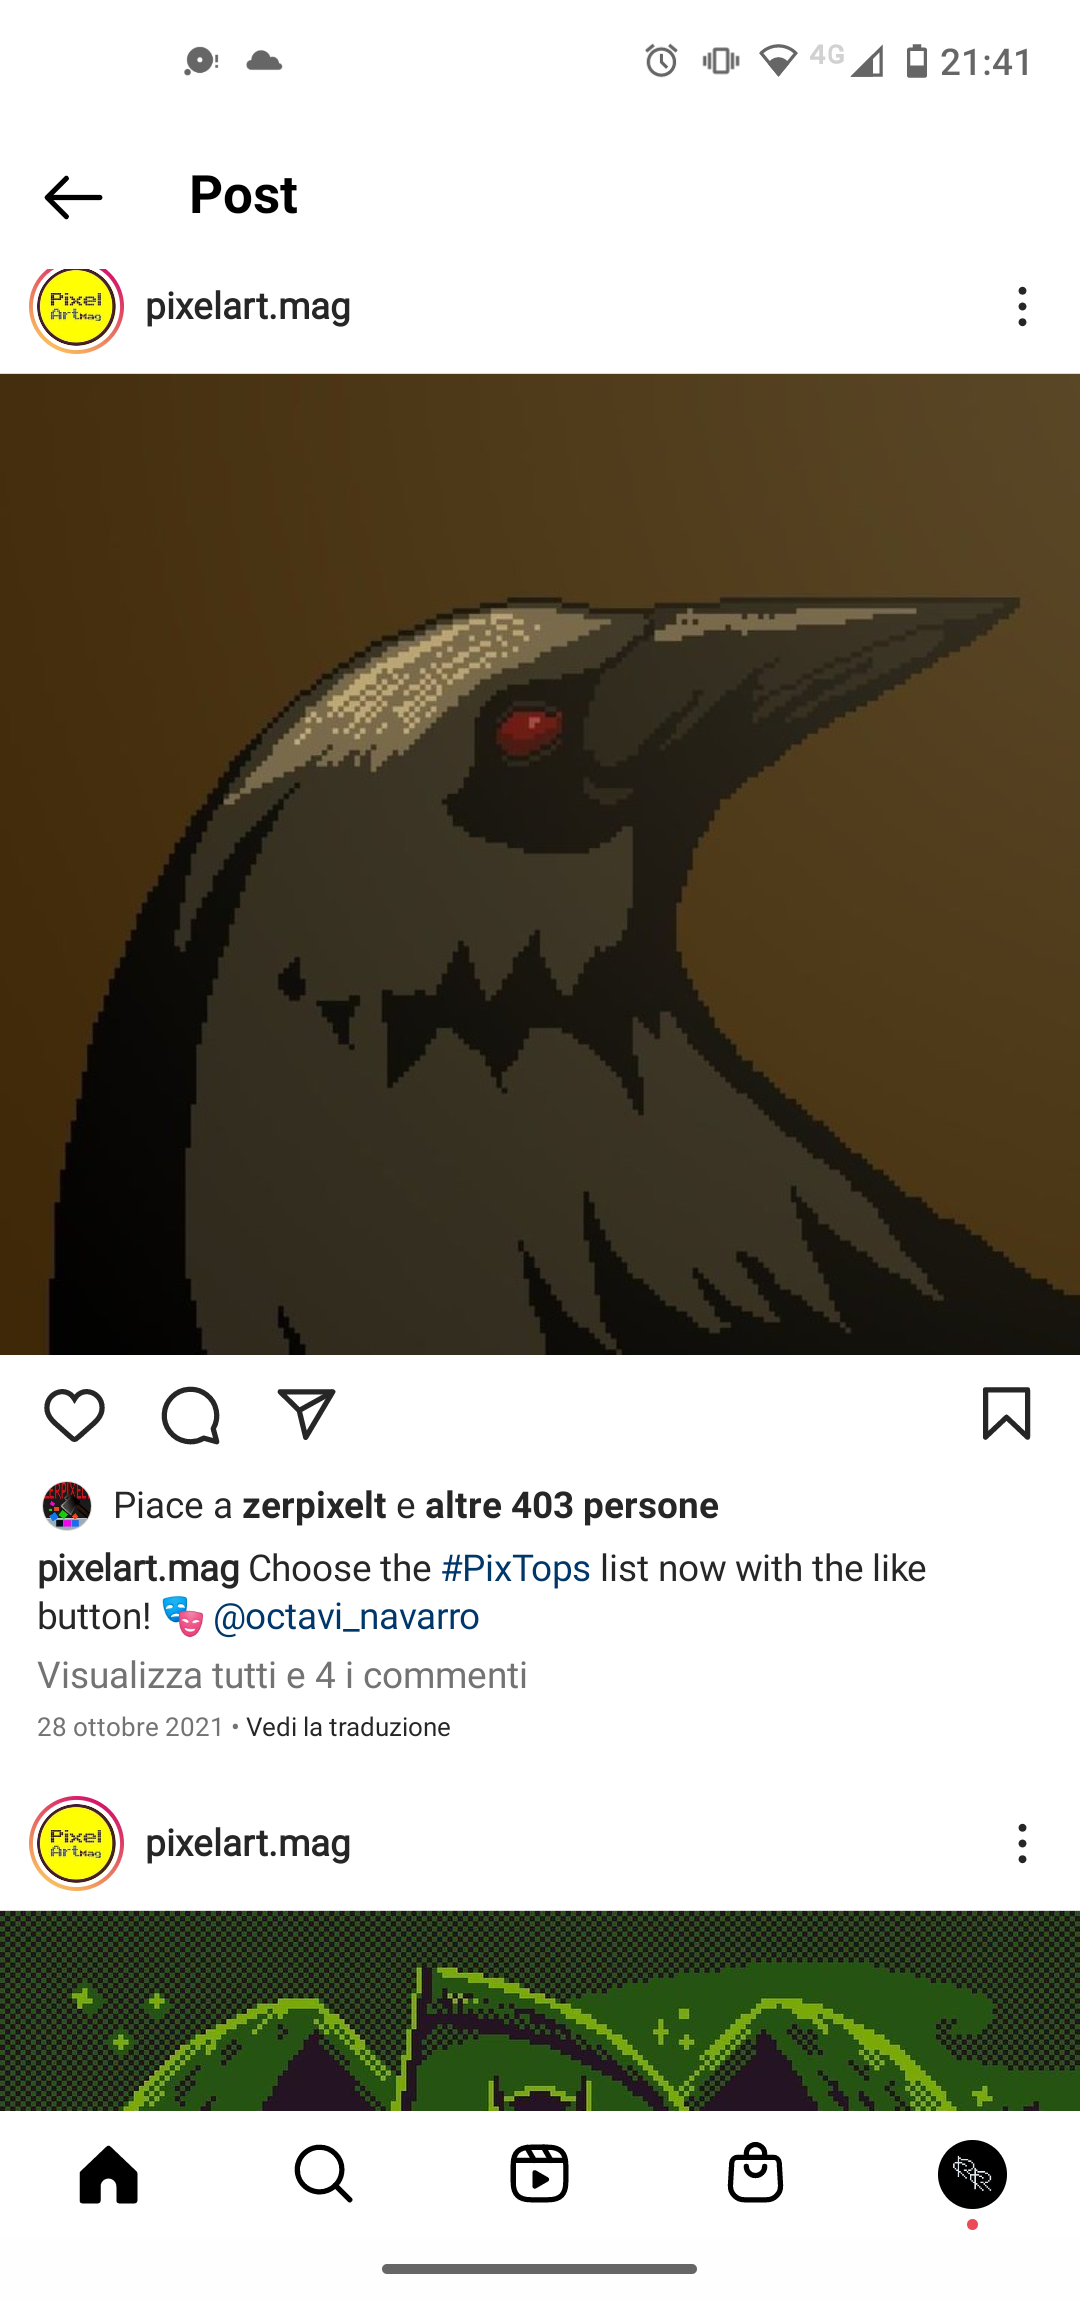 4G 21:41
Post
Pixel
ArtMag
pixelart.mag
Piace a zerpixelt e altre 403 persone
pixelart.mag Choose the #PixTops list now with the like
button! 🎭 @octavi_navarro
Visualizza tutti e 4 i commenti
28 ottobre 2021 • Vedi la traduzione
Pixel
ArtMag
pixelart.mag